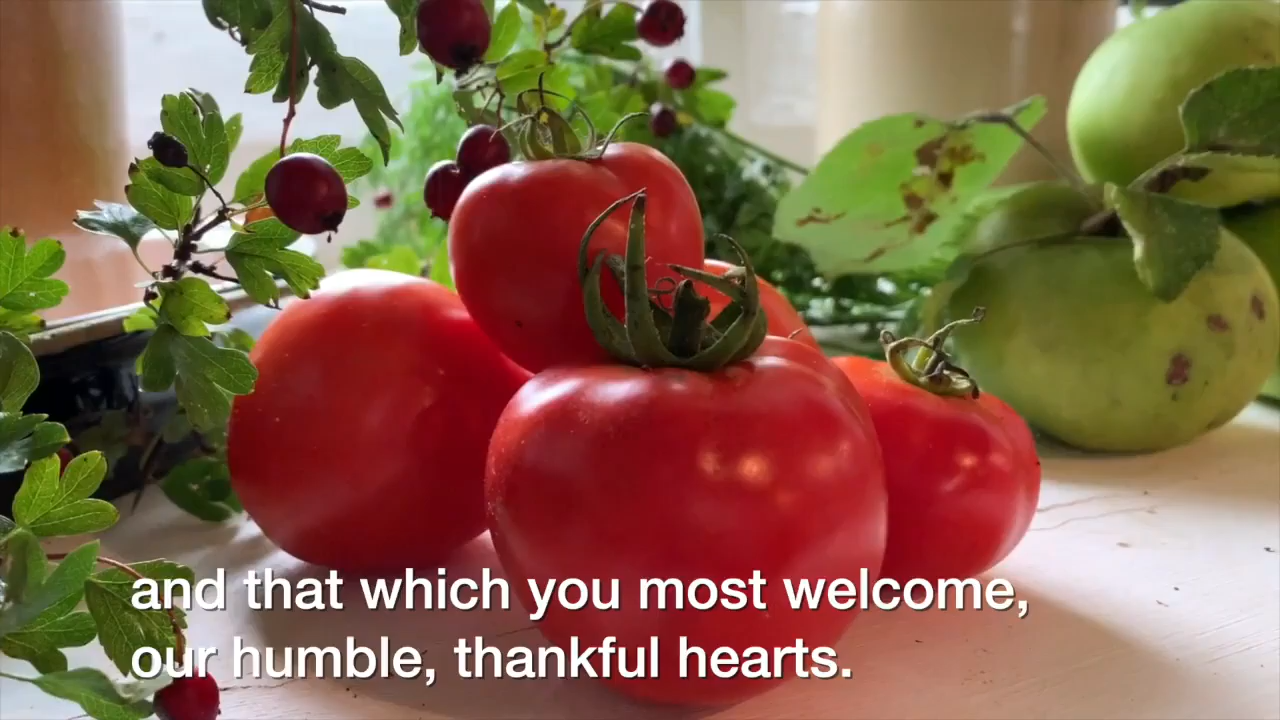 and that which you most welcome,
our humble, thankful hearts.